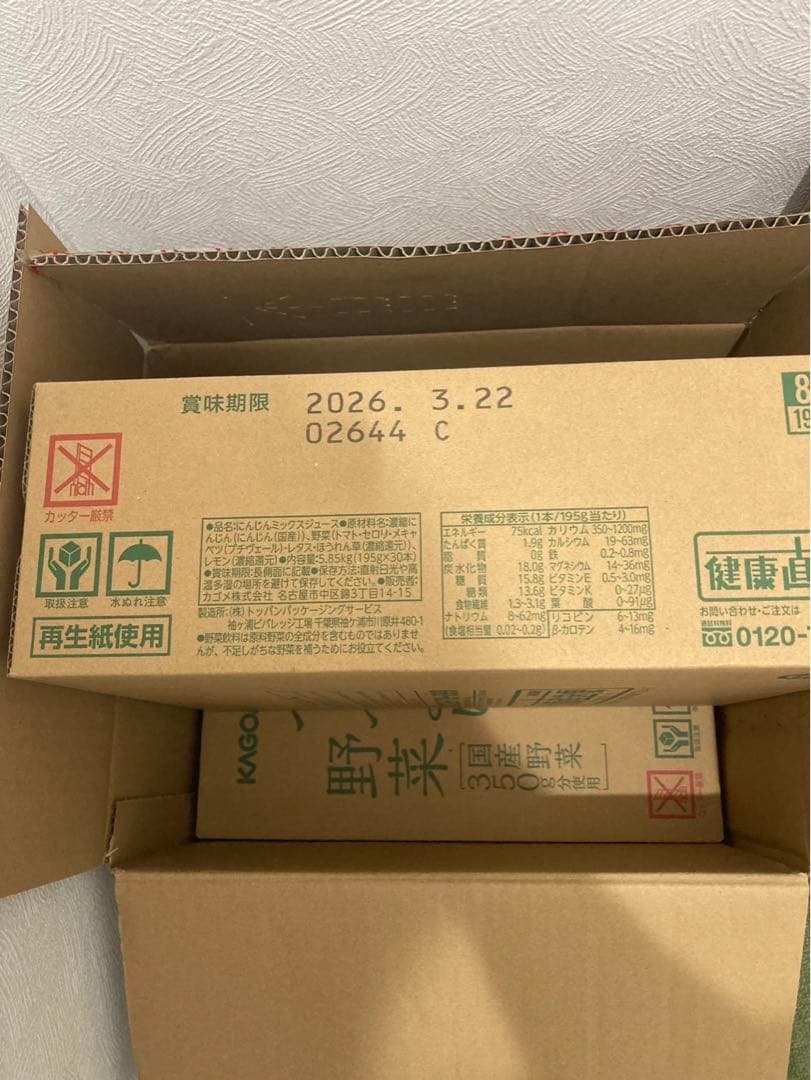 賞味期限 2026. 3.22
02644 C
8
19
カッター厳禁
取扱注意 水ぬれ注意
再生紙使用
●品名:にんじんミックスジュース●原材料名:濃縮に
んじん(にんじん(国産))、野菜(トマト・セロリ・メキャ
ベツ(プチヴェール)・レタス・ほうれん草(濃縮還元))、
レモン(濃縮還元)●内容量:5.85kg(195g×30本)
●賞味期限:長側面に記載●保存方法:直射日光や高
温多湿の場所を避けて保存してください。●販売者:
カゴメ株式会社 名古屋市中区錦3丁目14-15
製造所:(株)トッパンパッケージングサービス
袖ヶ浦ビバレッジ工場 千葉県袖ケ浦市川原井480-1
●野菜飲料は原料野菜の全成分を含むものではありませ
んが、不足しがちな野菜を補うためにお役立てください。
栄養成分表示(1本/195g当たり)
エネルギー 75kcal カリウム 350~1200mg
たんぱく質 1.9g カルシウム 19~63mg
脂質 0g 鉄 0.2~0.8mg
炭水化物 18.0g マグネシウム 14~36mg
糖質 15.8g ビタミンE 0.5~3.0mg
糖類 13.6g ビタミンK 0~27μg
食物繊維 1.3~3.1g 葉酸 0~91μg
ナトリウム 8~62mg リコピン 6~13mg
(食塩相当量 0.02~0.2g) β-カロテン 4~16mg
健康直
お問い合わせ・ご注文は
通話料無料 0120-7
KAGO
野菜
国産野菜
350g分使用